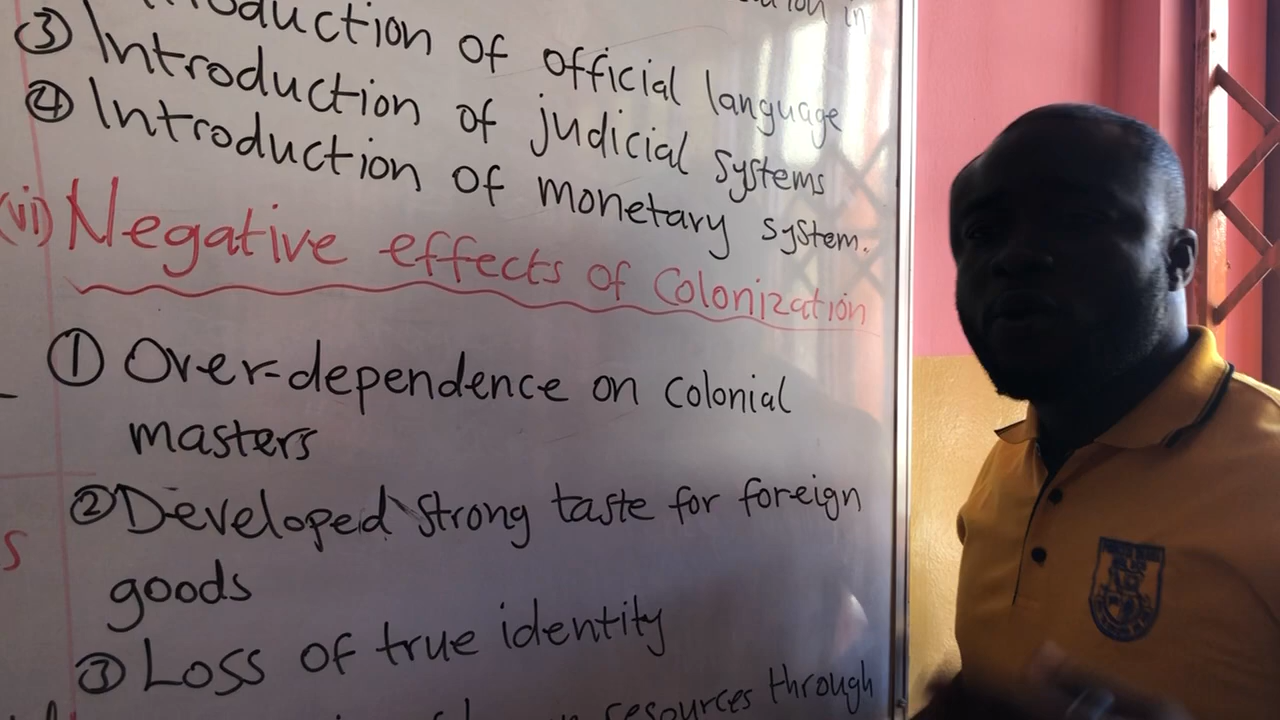 in
③ Introduction of official language
④ Introduction of judicial systems
Introduction of monetary system.
(vi) Negative effects of Colonization
① Over-dependence on colonial
masters
② Developed strong taste for foreign
goods
③ Loss of true identity
resources through
s